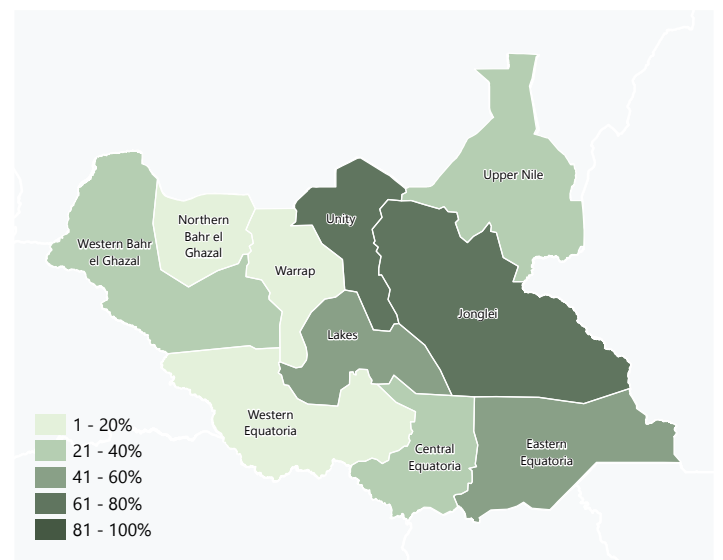 Upper Nile
Northern
Bahr el
Ghazal
Unity
Western Bahr
el Ghazal
Warrap
Jonglei
Lakes
Western
Equatoria
Central
Equatoria
Eastern
Equatoria
1 - 20%
21 - 40%
41 - 60%
61 - 80%
81 - 100%